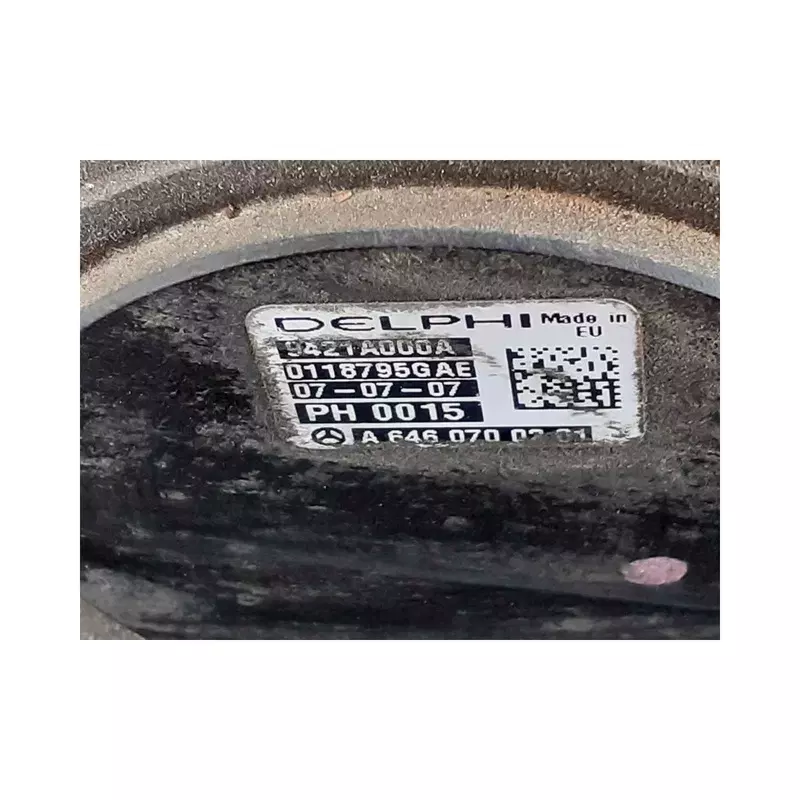 DELPHI Made in EU
9421A000A
0118795GAE
07-07-07
PH 0015
A 646 070 02 01